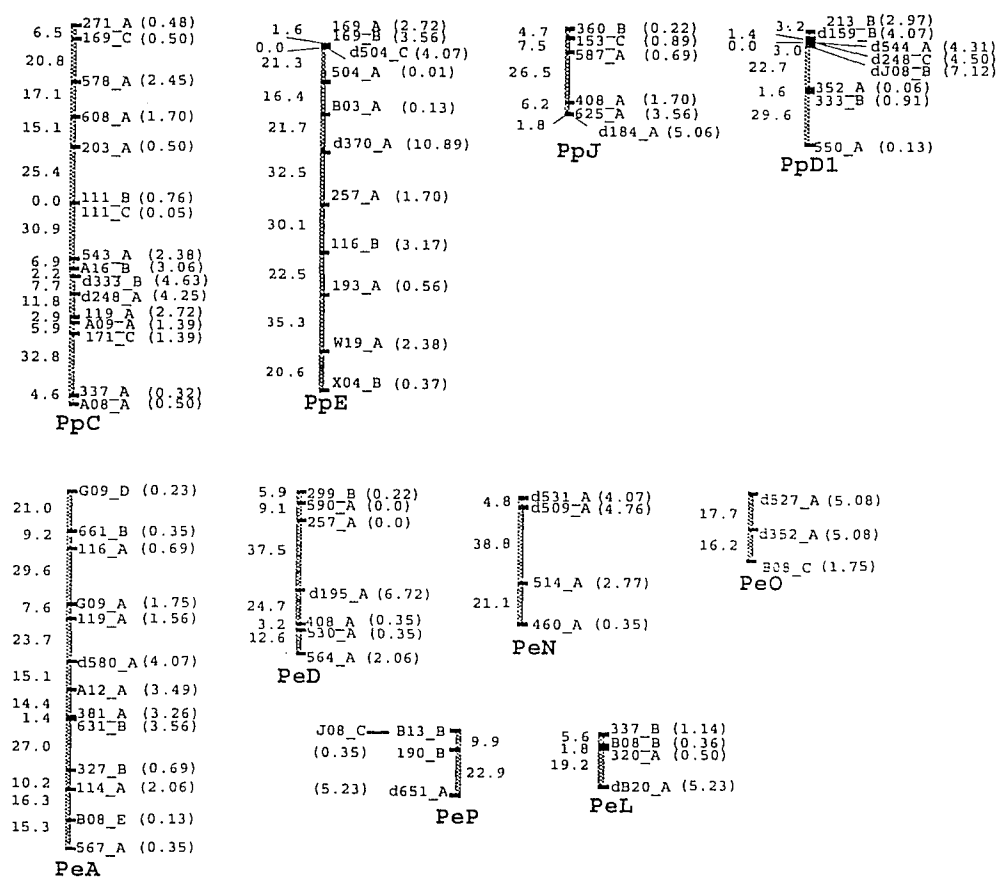 271_A (0.48)
6.5
169_C (0.50)
20.8
578_A (2.45)
17.1
608_A (1.70)
15.1
203_A (0.50)
25.4
0.0
111_B (0.76)
111_C (0.05)
30.9
543_A (2.38)
6.9
A16_B (3.06)
2.2
d333_B (4.63)
7.7
d248_A (4.25)
11.8
119_A (2.72)
2.9
A09_A (1.39)
5.9
171_C (1.39)
32.8
337_A (0.32)
4.6
A08_A (0.50)
PpC
169_A (2.72)
1.6
169_B (3.56)
0.0
d504_C (4.07)
21.3
504_A (0.01)
16.4
B03_A (0.13)
21.7
d370_A (10.89)
32.5
257_A (1.70)
30.1
116_B (3.17)
22.5
193_A (0.56)
35.3
W19_A (2.38)
20.6
X04_B (0.37)
PpE
360_B (0.22)
4.7
153_C (0.89)
7.5
587_A (0.69)
26.5
408_A (1.70)
6.2
625_A (3.56)
1.8
d184_A (5.06)
PpJ
213_B (2.97)
3.2
d159_B (4.07)
1.4
d544_A (4.31)
0.0
d248_C (4.50)
3.0
dJ08_B (7.12)
22.7
352_A (0.06)
1.6
333_B (0.91)
29.6
550_A (0.13)
PpD1
G09_D (0.23)
21.0
661_B (0.35)
9.2
116_A (0.69)
29.6
G09_A (1.75)
7.6
119_A (1.56)
23.7
d580_A (4.07)
15.1
A12_A (3.49)
14.4
381_A (3.26)
1.4
631_B (3.56)
27.0
327_B (0.69)
10.2
114_A (2.06)
16.3
B08_E (0.13)
15.3
567_A (0.35)
PeA
299_B (0.22)
5.9
590_A (0.0)
9.1
257_A (0.0)
37.5
d195_A (6.72)
24.7
408_A (0.35)
3.2
530_A (0.35)
12.6
564_A (2.06)
PeD
d531_A (4.07)
4.8
d509_A (4.76)
38.8
514_A (2.77)
21.1
460_A (0.35)
PeN
d527_A (5.08)
17.7
d352_A (5.08)
16.2
B08_C (1.75)
PeO
J08_C B13_B
9.9
(0.35) 190_B
22.9
(5.23) d651_A
PeP
337_B (1.14)
5.6
B08_B (0.36)
1.8
320_A (0.50)
19.2
dB20_A (5.23)
PeL